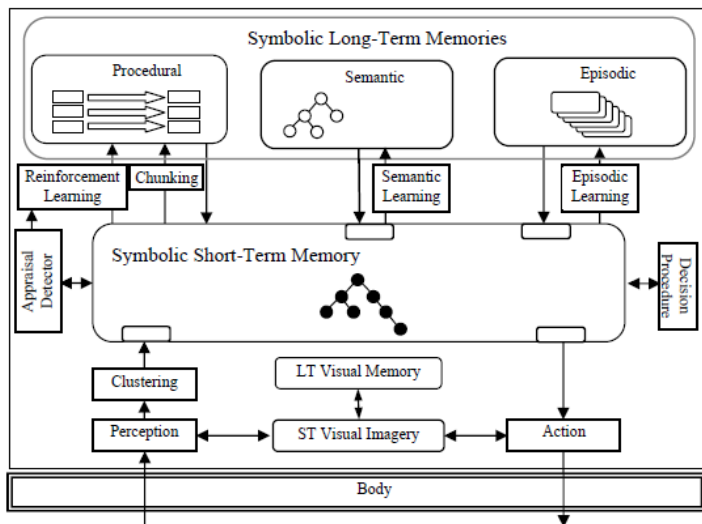 Symbolic Long-Term Memories
Procedural
Semantic
Episodic
Reinforcement
Learning
Chunking
Semantic
Learning
Episodic
Learning
Symbolic Short-Term Memory
Appraisal
Detector
Decision
Procedure
Clustering
LT Visual Memory
Perception
ST Visual Imagery
Action
Body